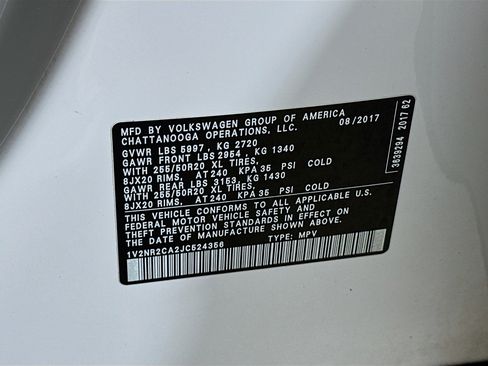 MFD BY VOLKSWAGEN GROUP OF AMERICA
CHATTANOOGA OPERATIONS, LLC. 08/2017
GVWR LBS 5997, KG 2720
GAWR FRONT LBS 2954, KG 1340
WITH 255/50R20 XL TIRES,
8JX20 RIMS, AT 240 KPA 35 PSI COLD
GAWR REAR LBS 3153, KG 1430
WITH 255/50R20 XL TIRES,
8JX20 RIMS, AT 240 KPA 35 PSI COLD
THIS VEHICLE CONFORMS TO ALL APPLICABLE U.S.
FEDERAL MOTOR VEHICLE SAFETY AND
THEFT PREVENTION STANDARDS IN EFFECT ON
THE DATE OF MANUFACTURE SHOWN ABOVE.
1V2NR2CA2JC524356 TYPE: MPV
3639294 2017 62